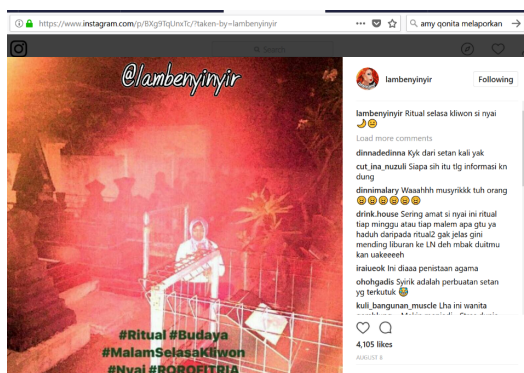 https://www.instagram.com/p/BXg9TqUnxTc/?taken-by=lambenyinyir
amy qonita melaporkan
Search
@lambenyinyir
#Ritual #Budaya
#MalamSelasaKliwon
#Nyai #ROROFITRIA
lambenyinyir
Following
lambenyinyir Ritual selasa kliwon si nyai
Load more comments
dinnadedinna Kyk dari setan kali yak
cut_ina_nuzuli Siapa sih itu tlg informasi kn
dung
dinnimalary Waaahhh musyrikkk tuh orang
drink.house Sering amat si nyai ini ritual
tiap minggu atau tiap malem apa gtu ya
haduh daripada ritual2 gak jelas gini
mending liburan ke LN deh mbak duitmu
kan uakeeeeh
iraiueok Ini diaaa penistaan agama
ohohgadis Syirik adalah perbuatan setan
yg terkutuk
kuli_bangunan_muscle Lha ini wanita
4,105 likes
AUGUST 8